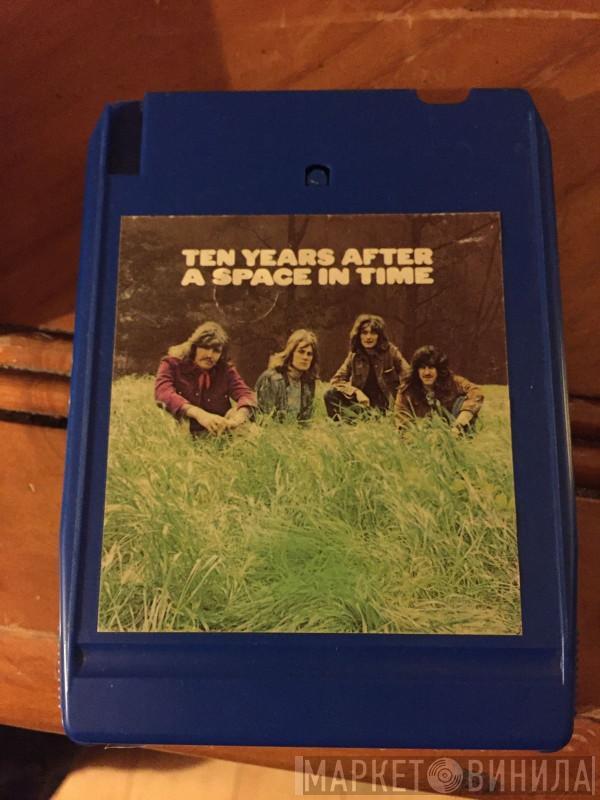 TEN YEARS AFTER
A SPACE IN TIME
МАРКЕТ ВИНИЛА